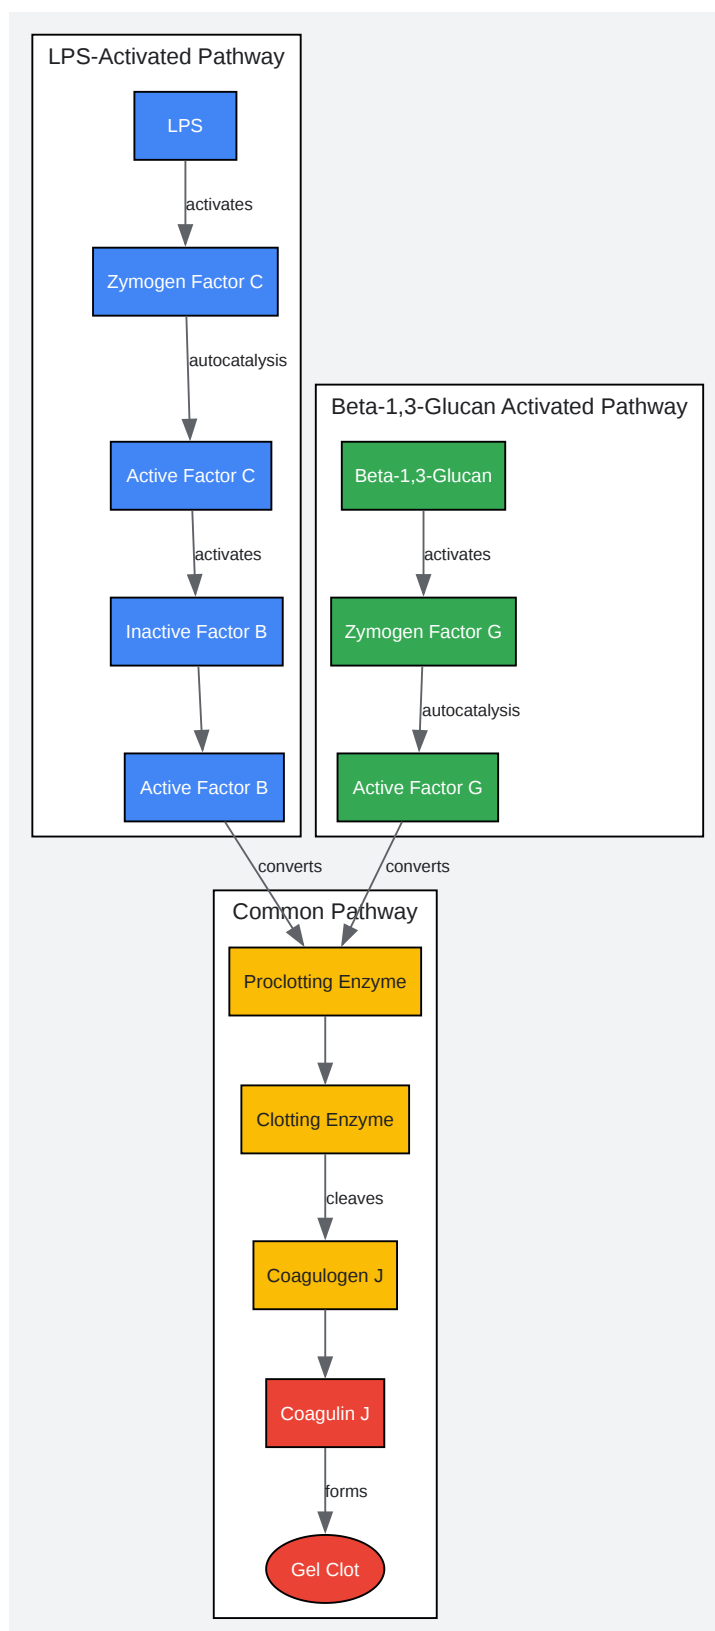 LPS-Activated Pathway
LPS
activates
Zymogen Factor C
autocatalysis
Active Factor C
activates
Inactive Factor B
Active Factor B
Beta-1,3-Glucan Activated Pathway
Beta-1,3-Glucan
activates
Zymogen Factor G
autocatalysis
Active Factor G
converts
converts
Common Pathway
Proclotting Enzyme
Clotting Enzyme
cleaves
Coagulogen J
Coagulin J
forms
Gel Clot